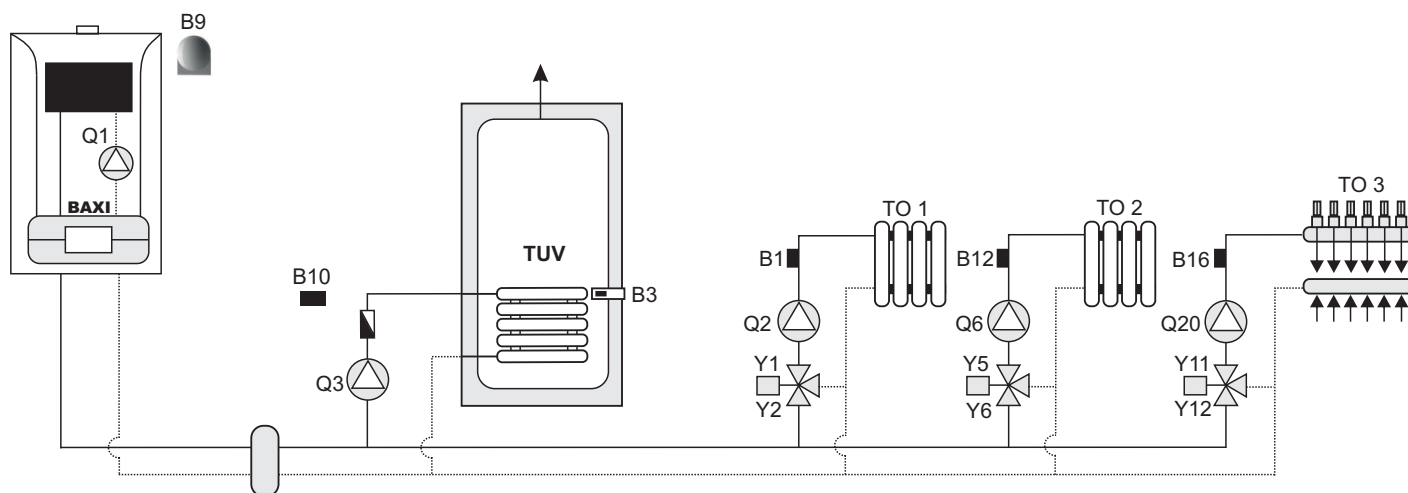 B9
Q1
BAXI
B10
Q3
TUV
B3
TO 1
B1
Q2
Y1
Y2
TO 2
B12
Q6
Y5
Y6
TO 3
B16
Q20
Y11
Y12